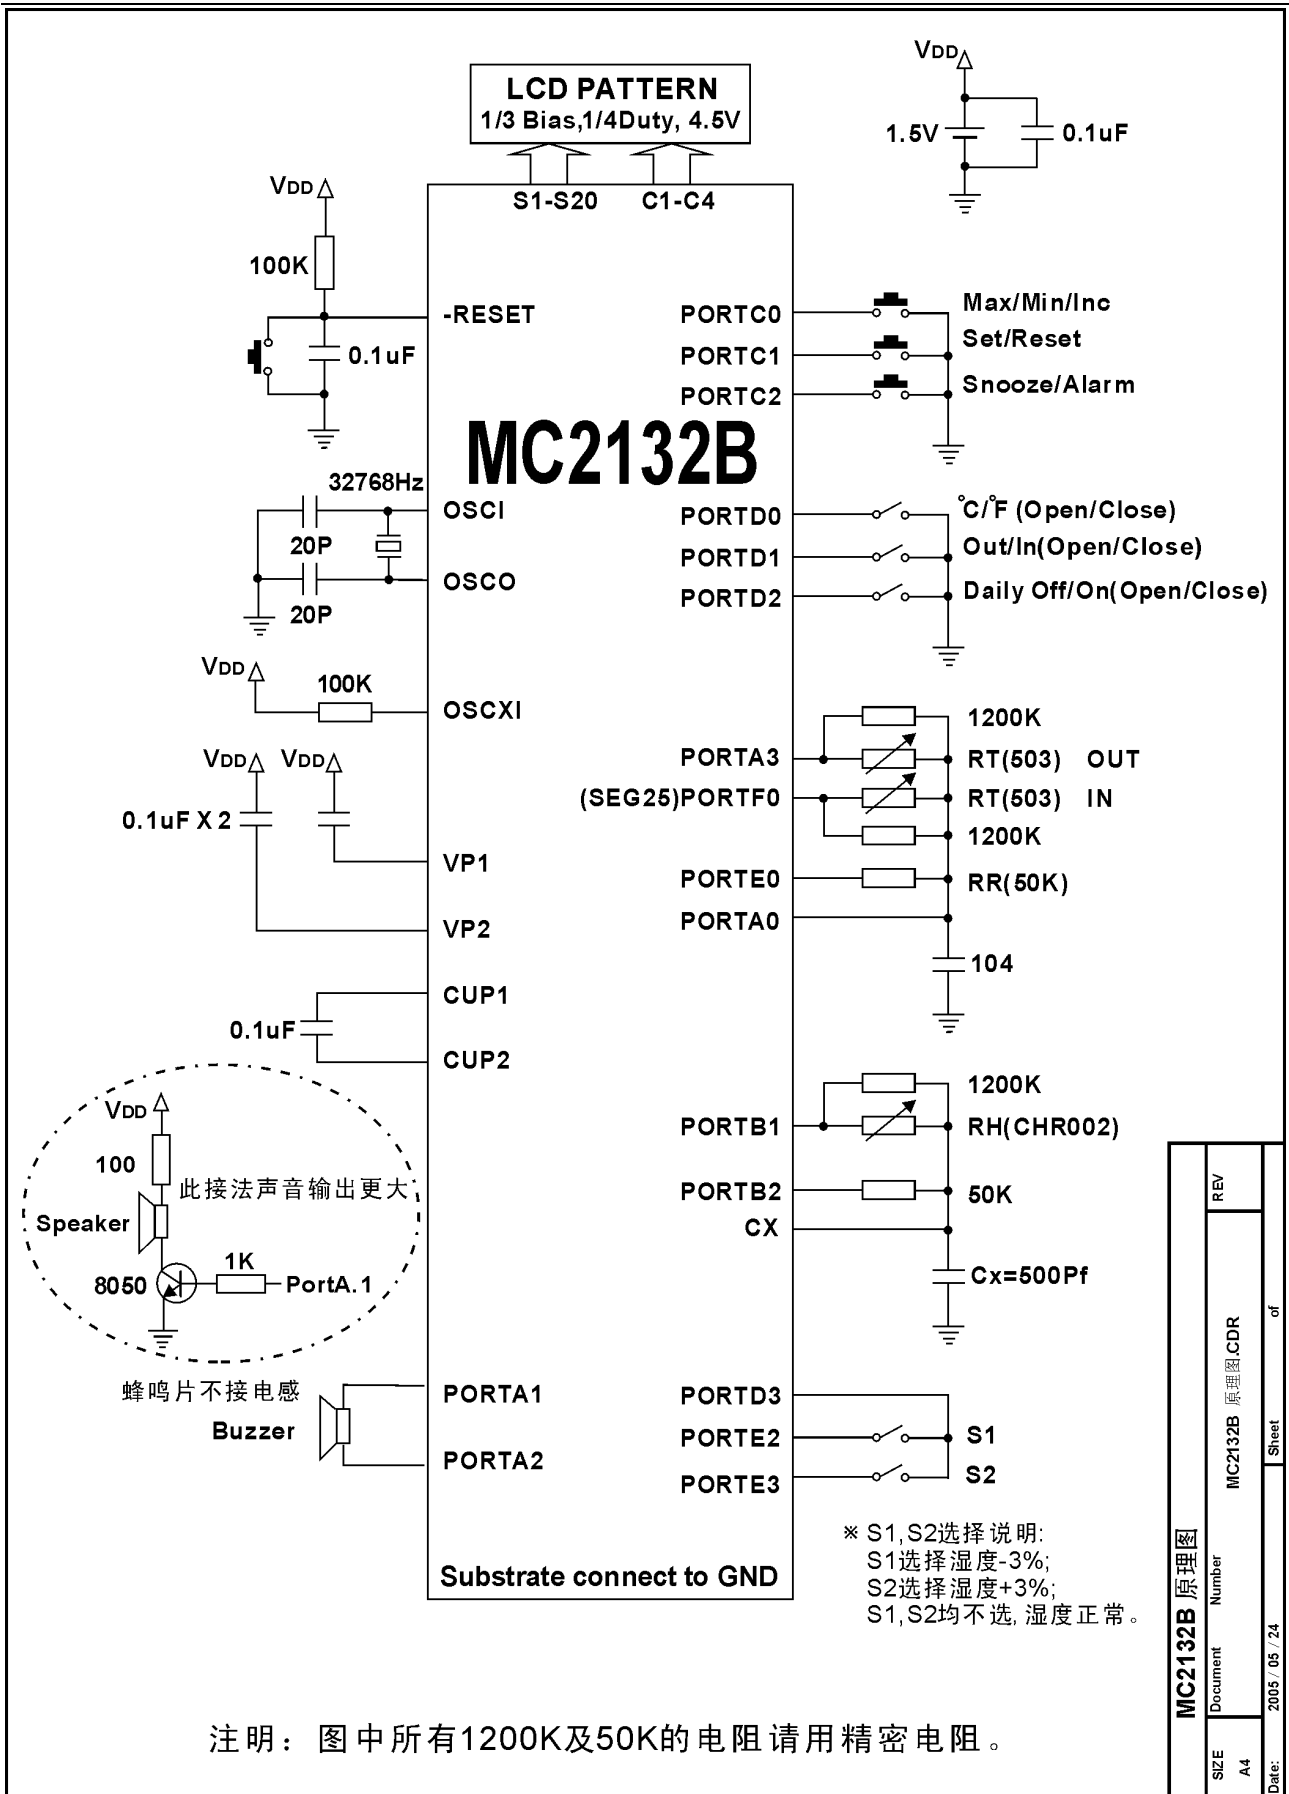 LCD PATTERN
1/3 Bias,1/4Duty, 4.5V
S1-S20
C1-C4
VDD
1.5V
0.1uF
VDD
100K
0.1uF
-RESET
PORTC0
PORTC1
PORTC2
Max/Min/Inc
Set/Reset
Snooze/Alarm
MC2132B
32768Hz
20P
20P
OSCI
OSCO
PORTD0
PORTD1
PORTD2
℃/℉ (Open/Close)
Out/In(Open/Close)
Daily Off/On(Open/Close)
VDD
100K
OSCXI
VDD
VDD
0.1uF X 2
VP1
VP2
PORTA3
(SEG25)PORTF0
PORTE0
PORTA0
1200K
RT(503) OUT
RT(503) IN
1200K
RR(50K)
104
0.1uF
CUP1
CUP2
VDD
100
此接法声音输出更大
Speaker
8050
1K
PortA.1
PORTB1
PORTB2
CX
1200K
RH(CHR002)
50K
Cx=500Pf
蜂鸣片不接电感
Buzzer
PORTA1
PORTA2
PORTD3
PORTE2
PORTE3
S1
S2
Substrate connect to GND
※ S1,S2选择说明:
S1选择湿度-3%;
S2选择湿度+3%;
S1,S2均不选,湿度正常。
注明：图中所有1200K及50K的电阻请用精密电阻。
MC2132B 原理图
SIZE
A4
Document Number
MC2132B 原理图.CDR
REV
Date: 2005 / 05 / 24
Sheet of